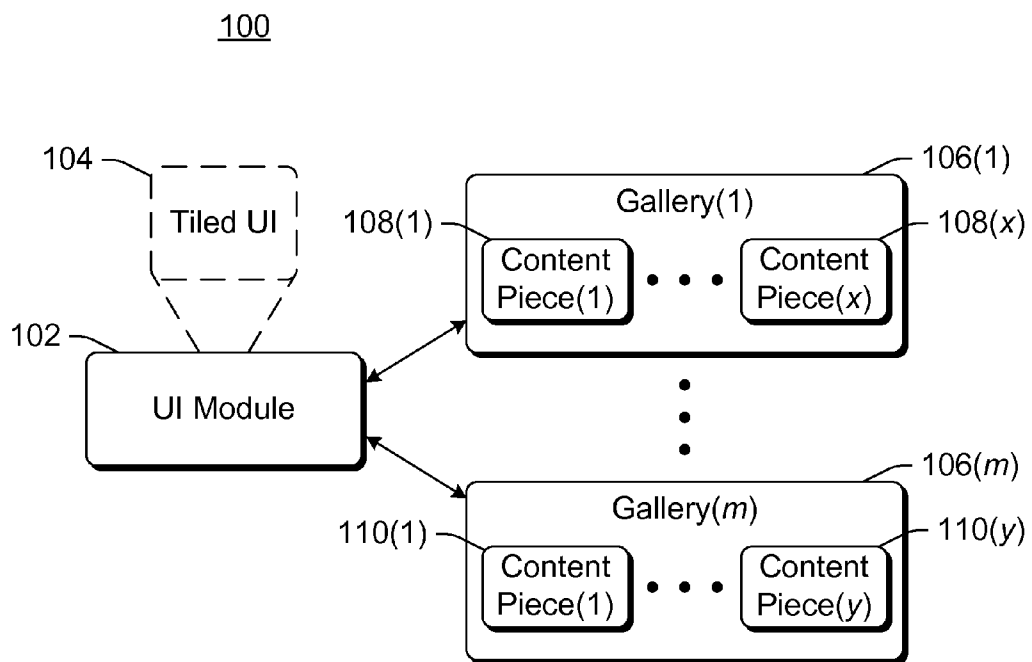 100
104
Tiled UI
102
UI Module
106(1)
Gallery(1)
108(1)
108(x)
Content
Piece(1)
Content
Piece(x)
106(m)
Gallery(m)
110(1)
110(y)
Content
Piece(1)
Content
Piece(y)